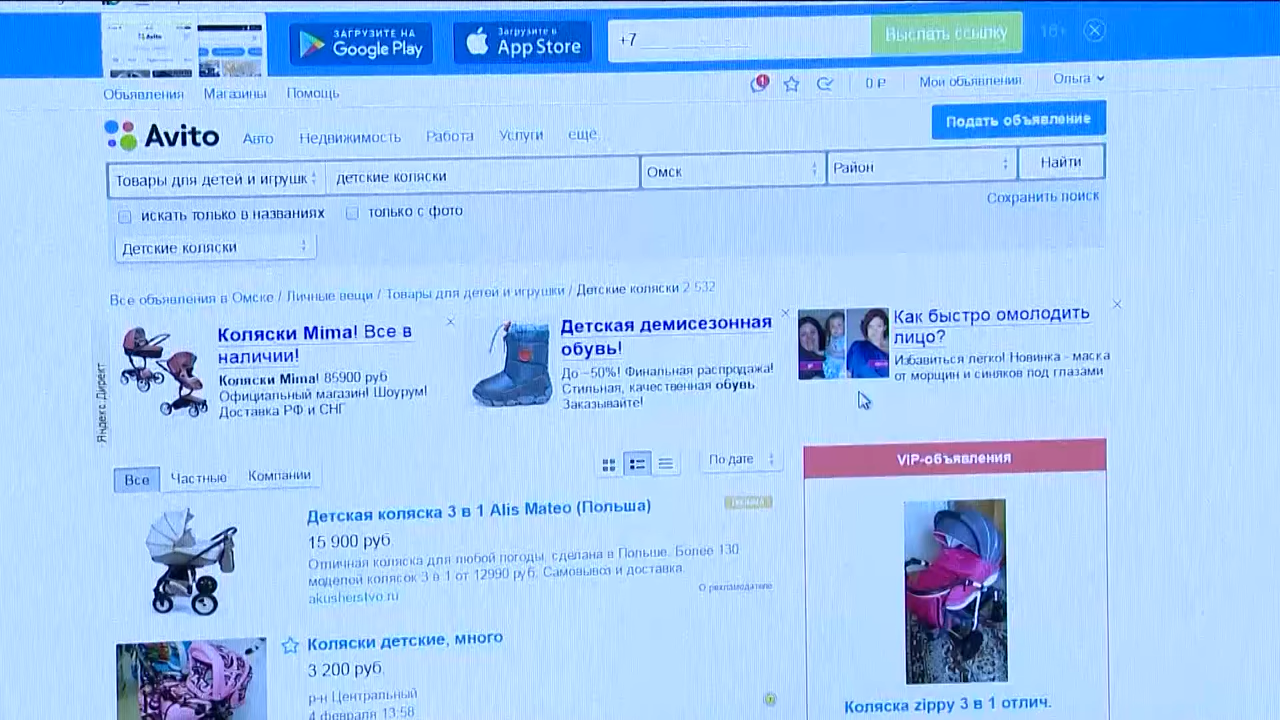 ЗАГРУЗИТЕ НА
Google Play
Загрузите в
App Store
+7
Выслать ссылку
18+
Объявления Магазины Помощь
1
0 ₽ Мои объявления Ольга
Avito Авто Недвижимость Работа Услуги ещё...
Подать объявление
Товары для детей и игрушк детские коляски Омск Район Найти
искать только в названиях только с фото
Сохранить поиск
Детские коляски
Все объявления в Омске / Личные вещи / Товары для детей и игрушки / Детские коляски 2 532
Яндекс.Директ
Коляски Mima! Все в
наличии!
Коляски Mima! 85900 руб
Официальный магазин! Шоурум!
Доставка РФ и СНГ
Детская демисезонная
обувь!
До −50%! Финальная распродажа!
Стильная, качественная обувь.
Заказывайте!
Как быстро омолодить
лицо?
Избавиться легко! Новинка - маска
от морщин и синяков под глазами
Все Частные Компании
По дате
Детская коляска 3 в 1 Alis Mateo (Польша)
15 900 руб.
Отличная коляска для любой погоды, сделана в Польше. Более 130
моделей колясок 3 в 1 от 12990 руб. Самовывоз и доставка.
akusherstvo.ru
О рекламодателе
Коляски детские, много
3 200 руб.
р-н Центральный
4 февраля 13:58
VIP-объявления
Коляска zippy 3 в 1 отлич.